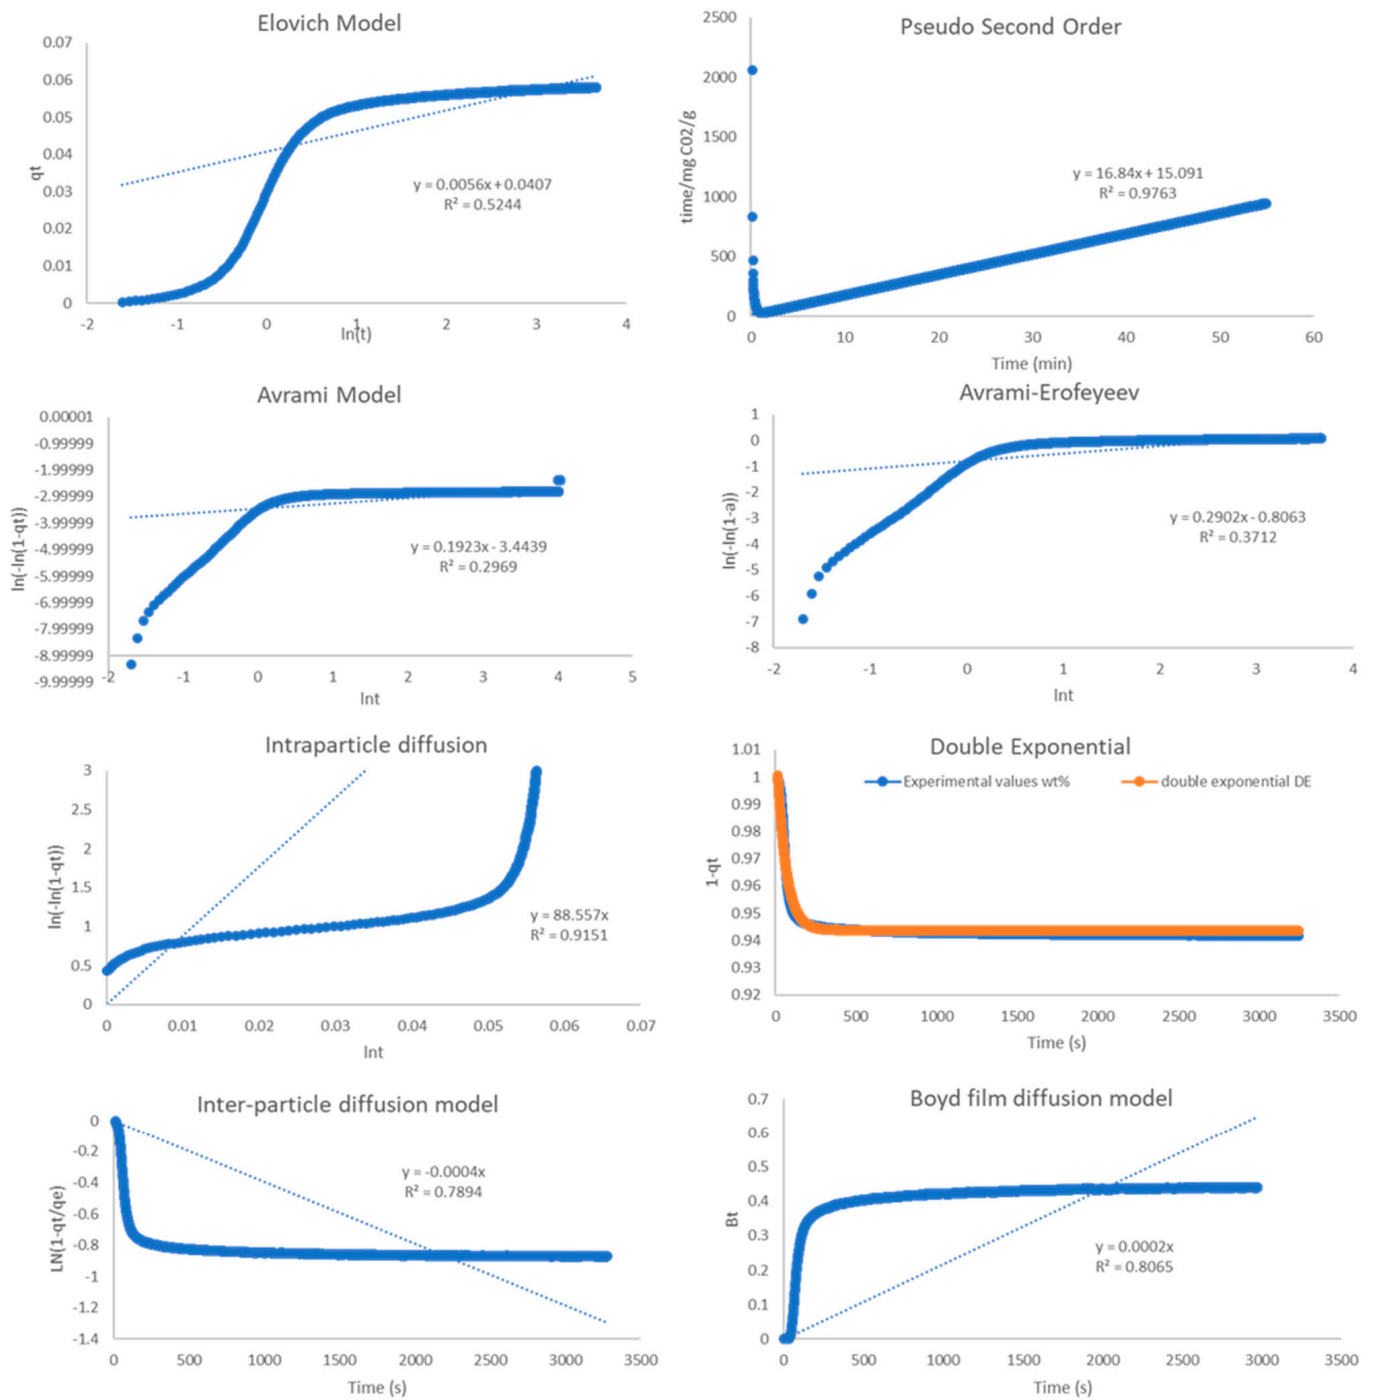 Elovich Model
0.07
0.06
0.05
0.04
0.03
0.02
0.01
0
qt
y = 0.0056x + 0.0407
R² = 0.5244
-2 -1 0 1 2 3 4
ln(t)
Pseudo Second Order
2500
2000
1500
1000
500
0
time/mg C02/g
y = 16.84x + 15.091
R² = 0.9763
0 10 20 30 40 50 60
Time (min)
Avrami Model
0.00001
-0.99999
-1.99999
-2.99999
-3.99999
-4.99999
-5.99999
-6.99999
-7.99999
-8.99999
-9.99999
ln(-ln(1-qt))
y = 0.1923x - 3.4439
R² = 0.2969
-2 -1 0 1 2 3 4 5
lnt
Avrami-Erofeyeev
1
0
-1
-2
-3
-4
-5
-6
-7
-8
ln(-ln(1-a))
y = 0.2902x - 0.8063
R² = 0.3712
-2 -1 0 1 2 3 4
lnt
Intraparticle diffusion
3
2.5
2
1.5
1
0.5
0
ln(-ln(1-qt))
y = 88.557x
R² = 0.9151
0 0.01 0.02 0.03 0.04 0.05 0.06 0.07
lnt
Double Exponential
1.01
1
0.99
0.98
0.97
0.96
0.95
0.94
0.93
0.92
1-qt
Experimental values wt% double exponential DE
0 500 1000 1500 2000 2500 3000 3500
Time (s)
Inter-particle diffusion model
0
-0.2
-0.4
-0.6
-0.8
-1
-1.2
-1.4
LN(1-qt/qe)
y = -0.0004x
R² = 0.7894
0 500 1000 1500 2000 2500 3000 3500
Time (s)
Boyd film diffusion model
0.7
0.6
0.5
0.4
0.3
0.2
0.1
0
Bt
y = 0.0002x
R² = 0.8065
0 500 1000 1500 2000 2500 3000 3500
Time (s)